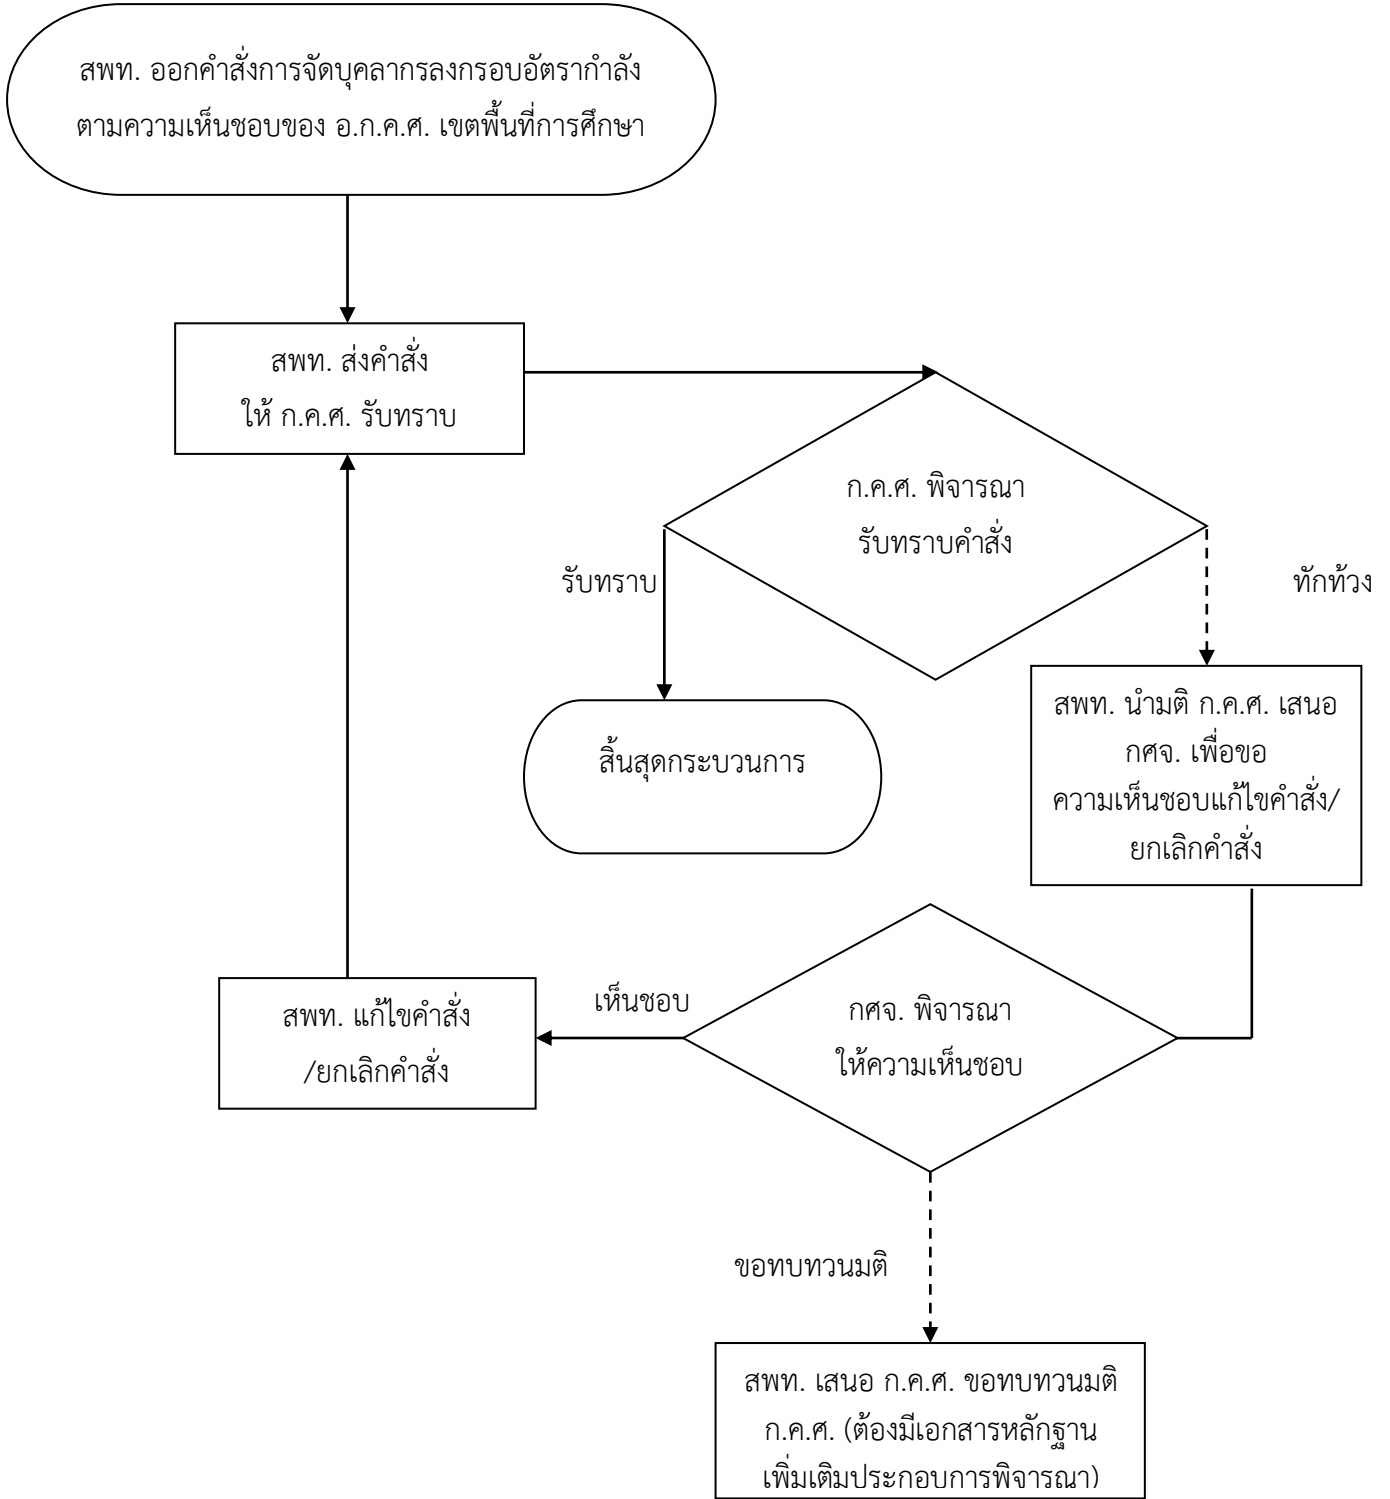 สพท. ออกคำสั่งการจัดบุคลากรลงกรอบอัตรากำลัง
ตามความเห็นชอบของ อ.ก.ค.ศ. เขตพื้นที่การศึกษา
สพท. ส่งคำสั่ง
ให้ ก.ค.ศ. รับทราบ
ก.ค.ศ. พิจารณา
รับทราบคำสั่ง
รับทราบ
ทักท้วง
สพท. นำมติ ก.ค.ศ. เสนอ
กศจ. เพื่อขอ
ความเห็นชอบแก้ไขคำสั่ง/
ยกเลิกคำสั่ง
สิ้นสุดกระบวนการ
เห็นชอบ
กศจ. พิจารณา
ให้ความเห็นชอบ
สพท. แก้ไขคำสั่ง
/ยกเลิกคำสั่ง
ขอทบทวนมติ
สพท. เสนอ ก.ค.ศ. ขอทบทวนมติ
ก.ค.ศ. (ต้องมีเอกสารหลักฐาน
เพิ่มเติมประกอบการพิจารณา)